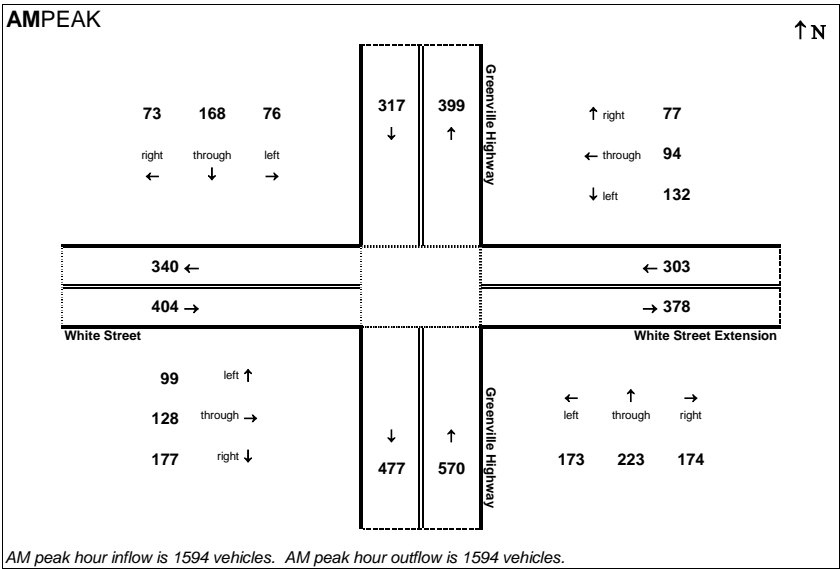 AMPEAK
↑ N
73 168 76
right through left
← ↓ →
317 399
↓ ↑
Greenville Highway
↑ right 77
← through 94
↓ left 132
340 ←
← 303
404 →
→ 378
White Street
White Street Extension
99 left ↑
128 through →
177 right ↓
↓ ↑
477 570
Greenville Highway
← ↑ →
left through right
173 223 174
AM peak hour inflow is 1594 vehicles. AM peak hour outflow is 1594 vehicles.